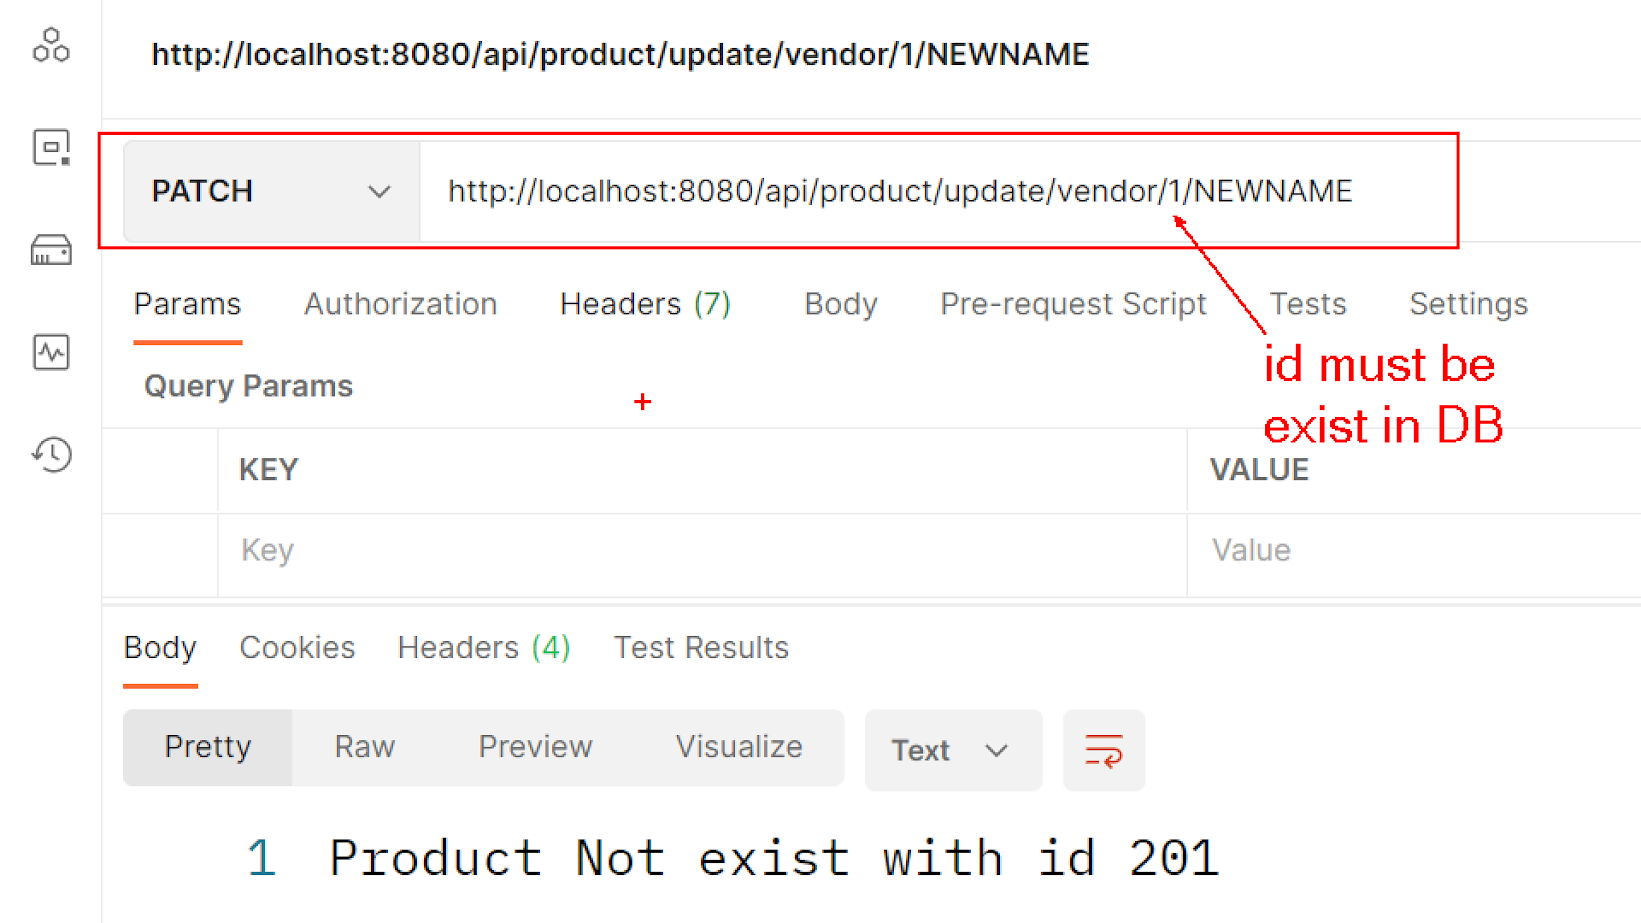 http://localhost:8080/api/product/update/vendor/1/NEWNAME
PATCH http://localhost:8080/api/product/update/vendor/1/NEWNAME
Params Authorization Headers (7) Body Pre-request Script Tests Settings
id must be
exist in DB
Query Params
KEY VALUE
Key Value
Body Cookies Headers (4) Test Results
Pretty Raw Preview Visualize Text
1 Product Not exist with id 201